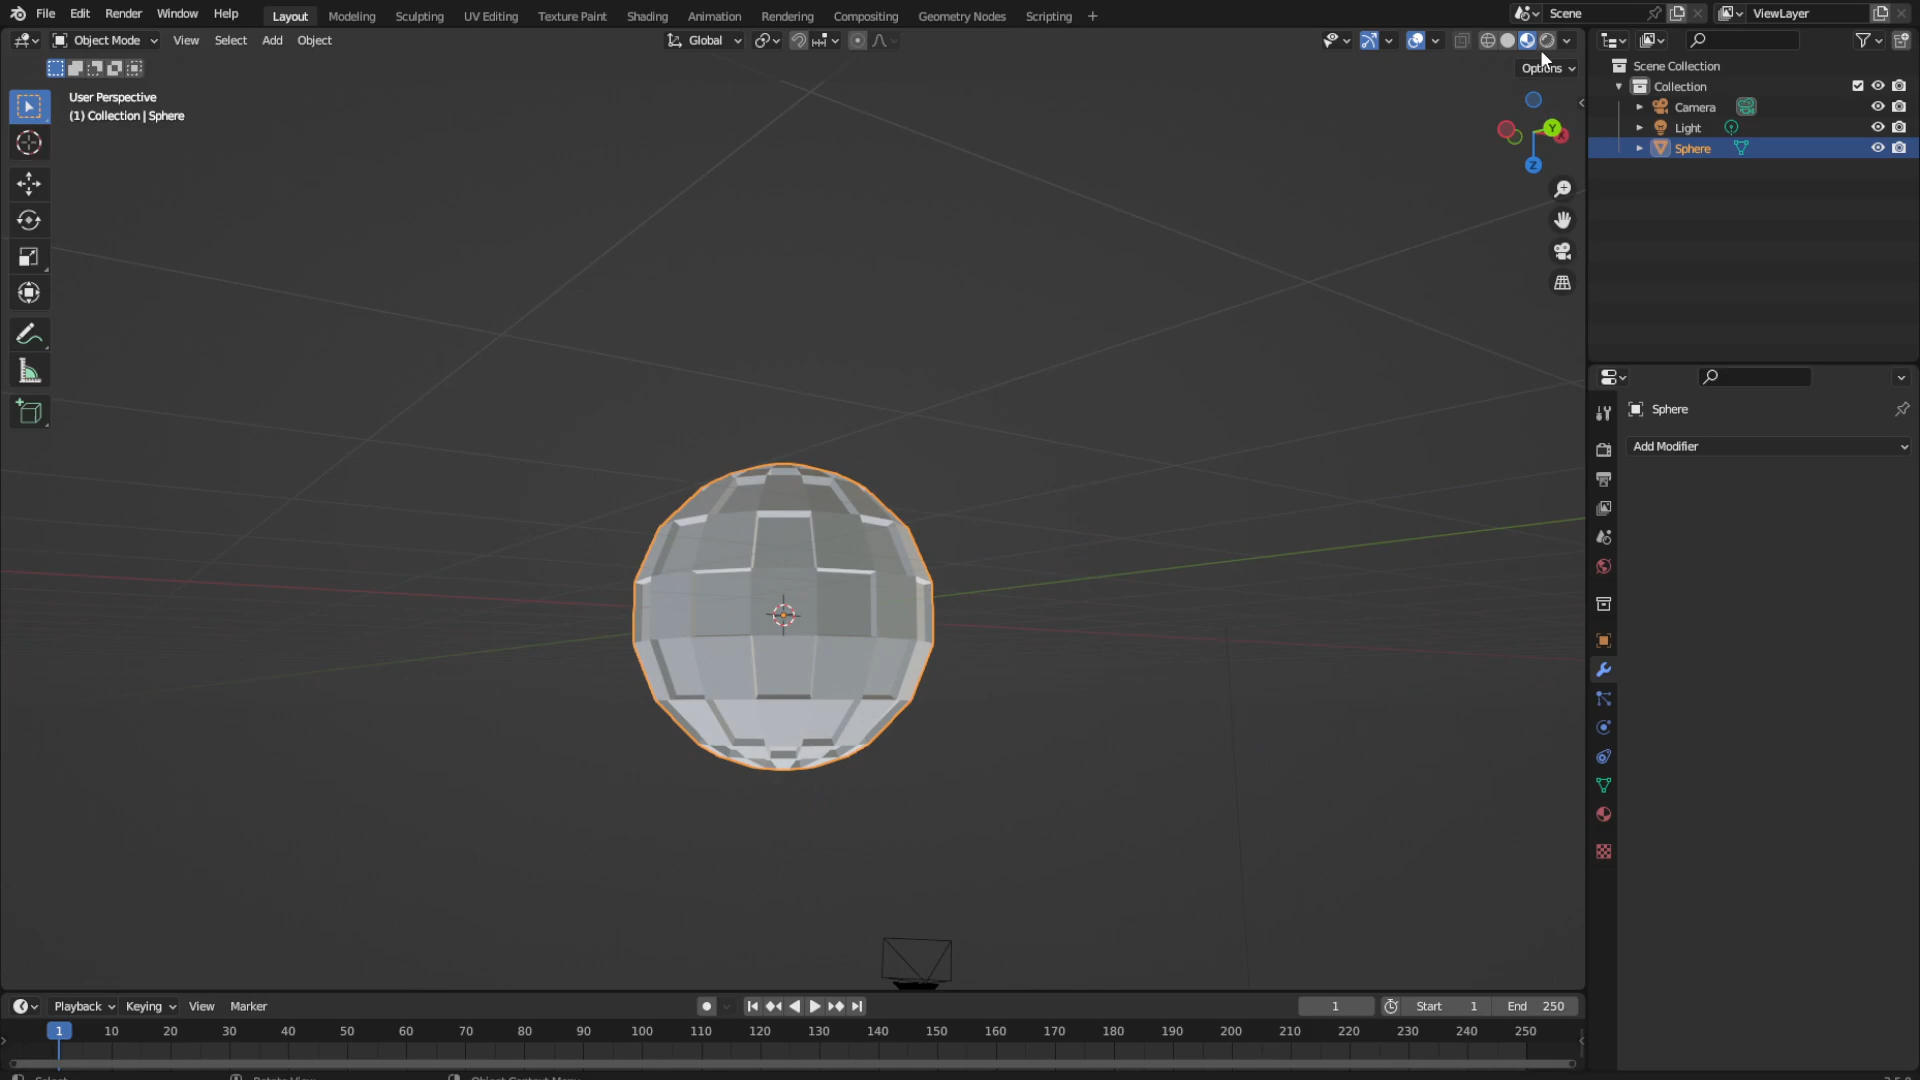 File Edit Render Window Help Layout Modeling Sculpting UV Editing Texture Paint Shading Animation Rendering Compositing Geometry Nodes Scripting + Scene ViewLayer
Object Mode View Select Add Object Global
Options
User Perspective
(1) Collection | Sphere
Y
X
Z
Scene Collection
Collection
Camera
Light
Sphere
Sphere
Add Modifier
Playback Keying View Marker 1 Start 1 End 250
1 10 20 30 40 50 60 70 80 90 100 110 120 130 140 150 160 170 180 190 200 210 220 230 240 250